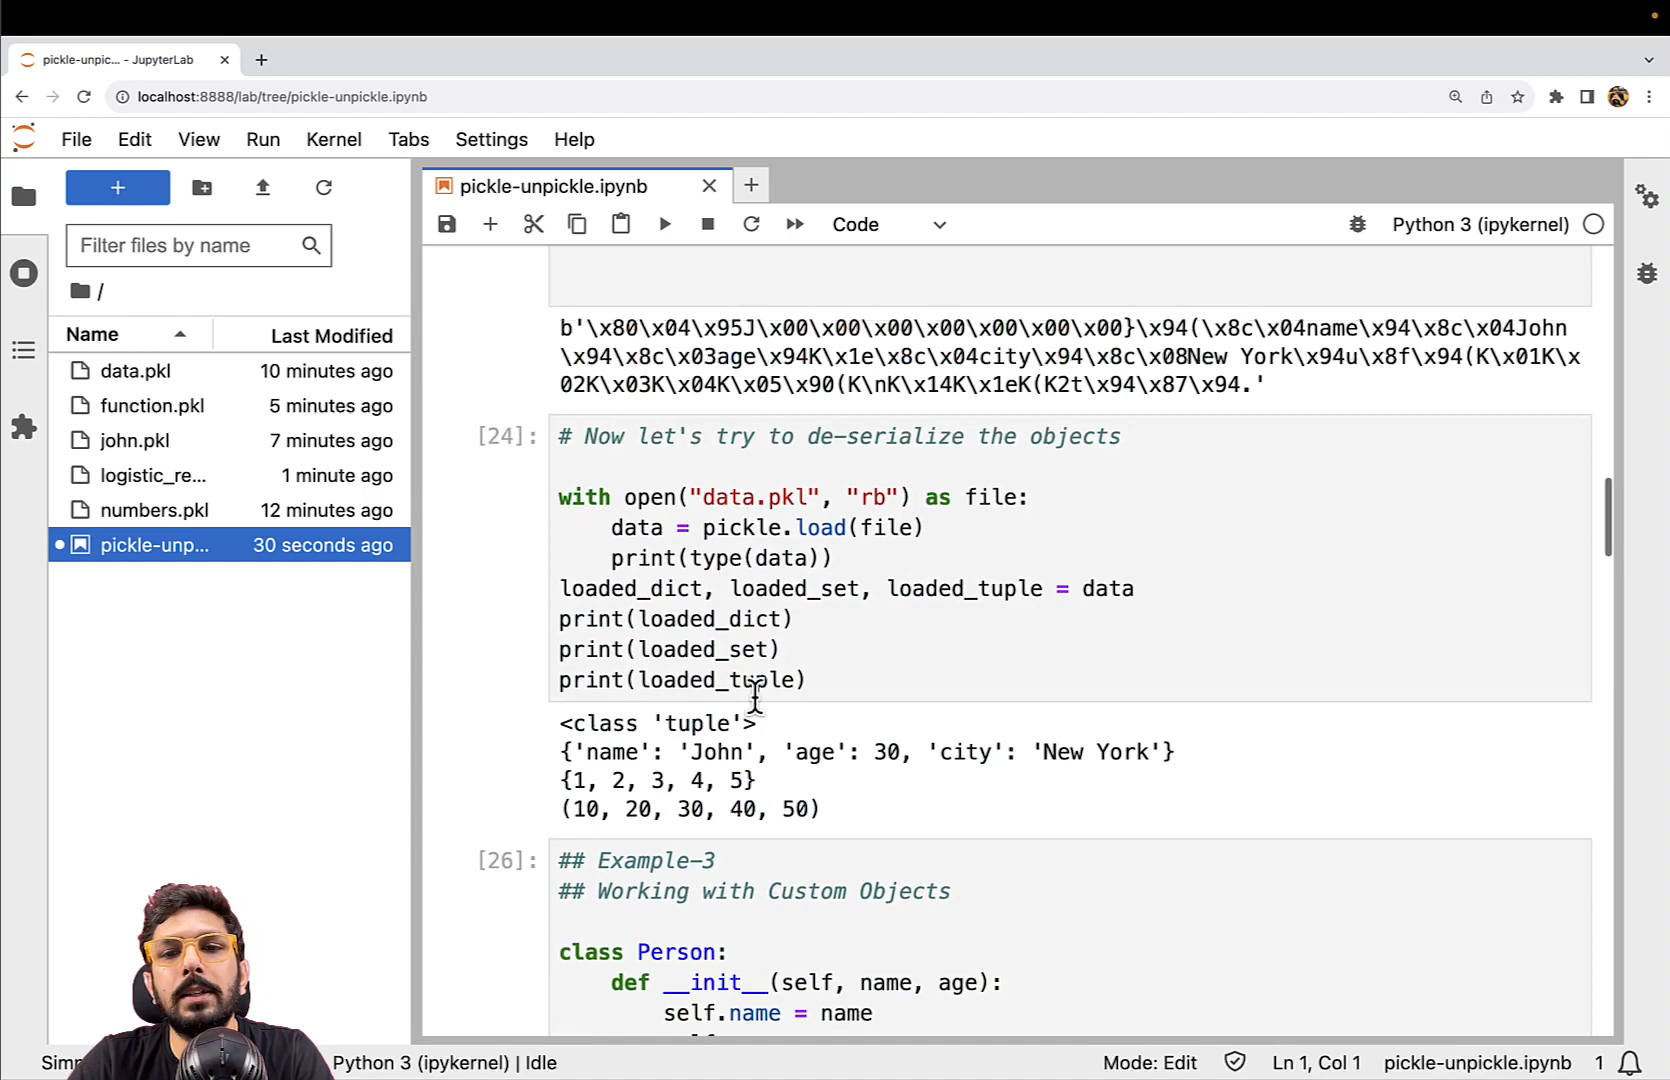 pickle-unpic... - JupyterLab
localhost:8888/lab/tree/pickle-unpickle.ipynb
File Edit View Run Kernel Tabs Settings Help
pickle-unpickle.ipynb
Code
Python 3 (ipykernel)
Filter files by name
/
Name Last Modified
data.pkl 10 minutes ago
function.pkl 5 minutes ago
john.pkl 7 minutes ago
logistic_re... 1 minute ago
numbers.pkl 12 minutes ago
pickle-unp... 30 seconds ago
b'\x80\x04\x95J\x00\x00\x00\x00\x00\x00\x00}\x94(\x8c\x04name\x94\x8c\x04John
\x94\x8c\x03age\x94K\x1e\x8c\x04city\x94\x8c\x08New York\x94u\x8f\x94(K\x01K\x
02K\x03K\x04K\x05\x90(K\nK\x14K\x1eK(K2t\x94\x87\x94.'
[24]: # Now let's try to de-serialize the objects
with open("data.pkl", "rb") as file:
    data = pickle.load(file)
    print(type(data))
loaded_dict, loaded_set, loaded_tuple = data
print(loaded_dict)
print(loaded_set)
print(loaded_tuple)
<class 'tuple'>
{'name': 'John', 'age': 30, 'city': 'New York'}
{1, 2, 3, 4, 5}
(10, 20, 30, 40, 50)
[26]: ## Example-3
## Working with Custom Objects
class Person:
    def __init__(self, name, age):
        self.name = name
Python 3 (ipykernel) | Idle
Mode: Edit Ln 1, Col 1 pickle-unpickle.ipynb 1